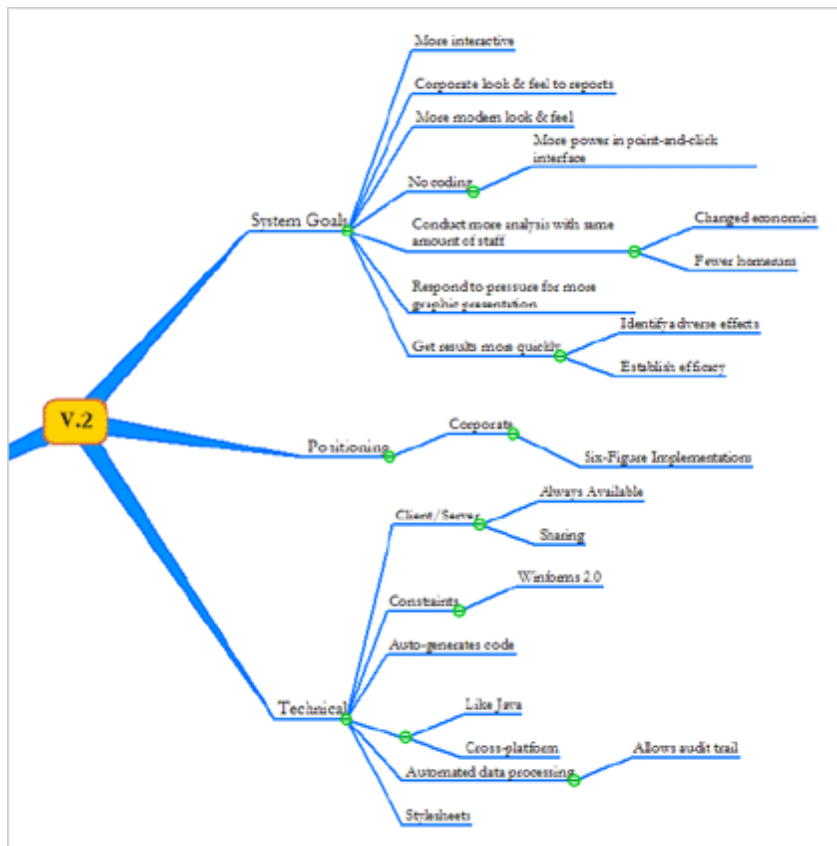 More interactive
Corporate look & feel to reports
More modern look & feel
More power in point-and-click
interface
No coding
System Goals
Conduct more analysis with same
amount of staff
Changed economics
Fewer homeruns
Respond to pressure for more
graphic presentation
Get results more quickly
Identify adverse effects
Establish efficacy
V.2
Positioning
Corporate
Six-Figure Implementations
Client/Server
Always Available
Sharing
Constraints
Winforms 2.0
Auto-generates code
Technical
Like Java
Cross-platform
Automated data processing
Allows audit trail
Stylesheets